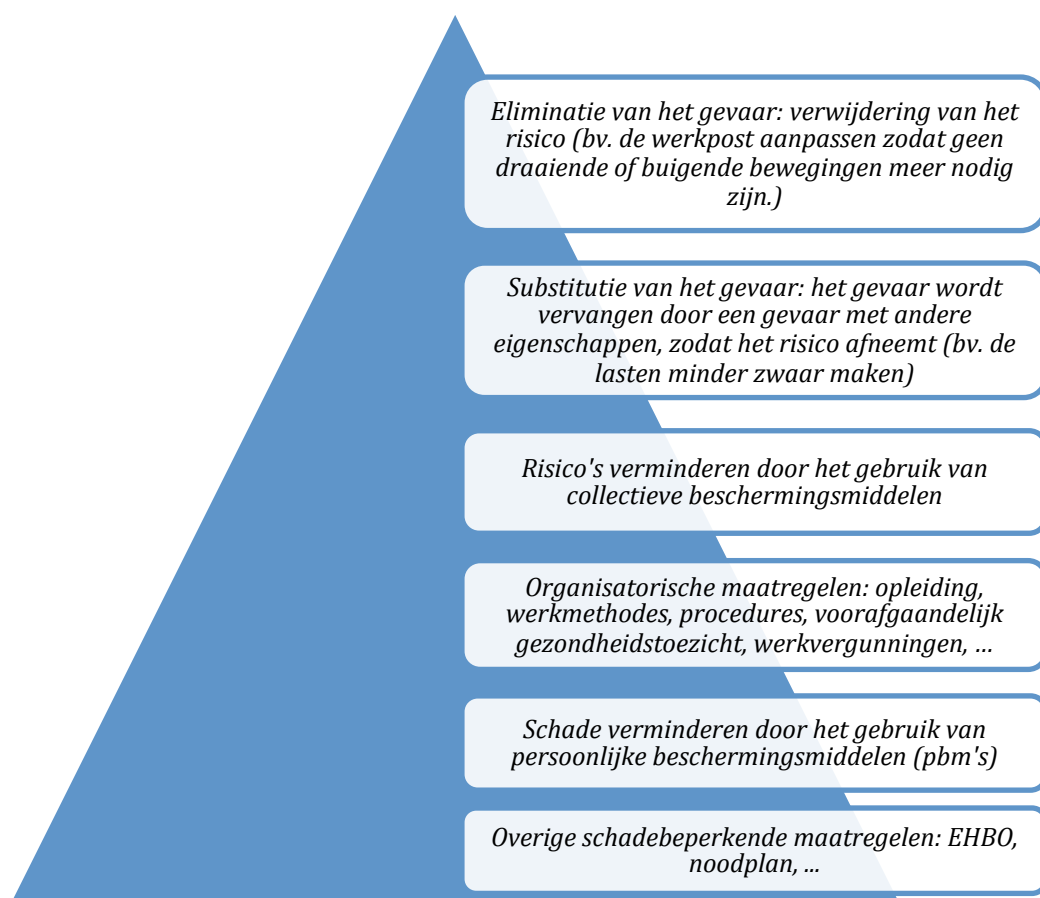 Eliminatie van het gevaar: verwijdering van het
risico (bv. de werkpost aanpassen zodat geen
draaiende of buigende bewegingen meer nodig
zijn.)
Substitutie van het gevaar: het gevaar wordt
vervangen door een gevaar met andere
eigenschappen, zodat het risico afneemt (bv. de
lasten minder zwaar maken)
Risico's verminderen door het gebruik van
collectieve beschermingsmiddelen
Organisatorische maatregelen: opleiding,
werkmethodes, procedures, voorafgaandelijk
gezondheidstoezicht, werkvergunningen, ...
Schade verminderen door het gebruik van
persoonlijke beschermingsmiddelen (pbm's)
Overige schadebeperkende maatregelen: EHBO,
noodplan, ...